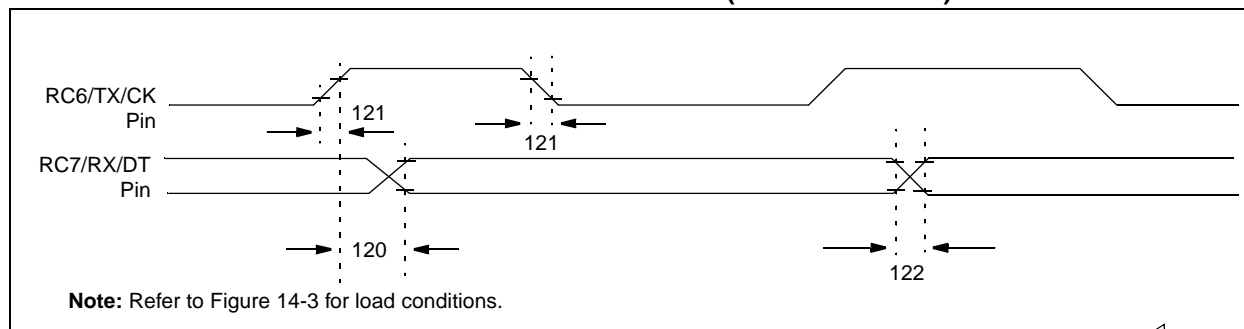 RC6/TX/CK
Pin
121
121
RC7/RX/DT
Pin
120
122
Note: Refer to Figure 14-3 for load conditions.